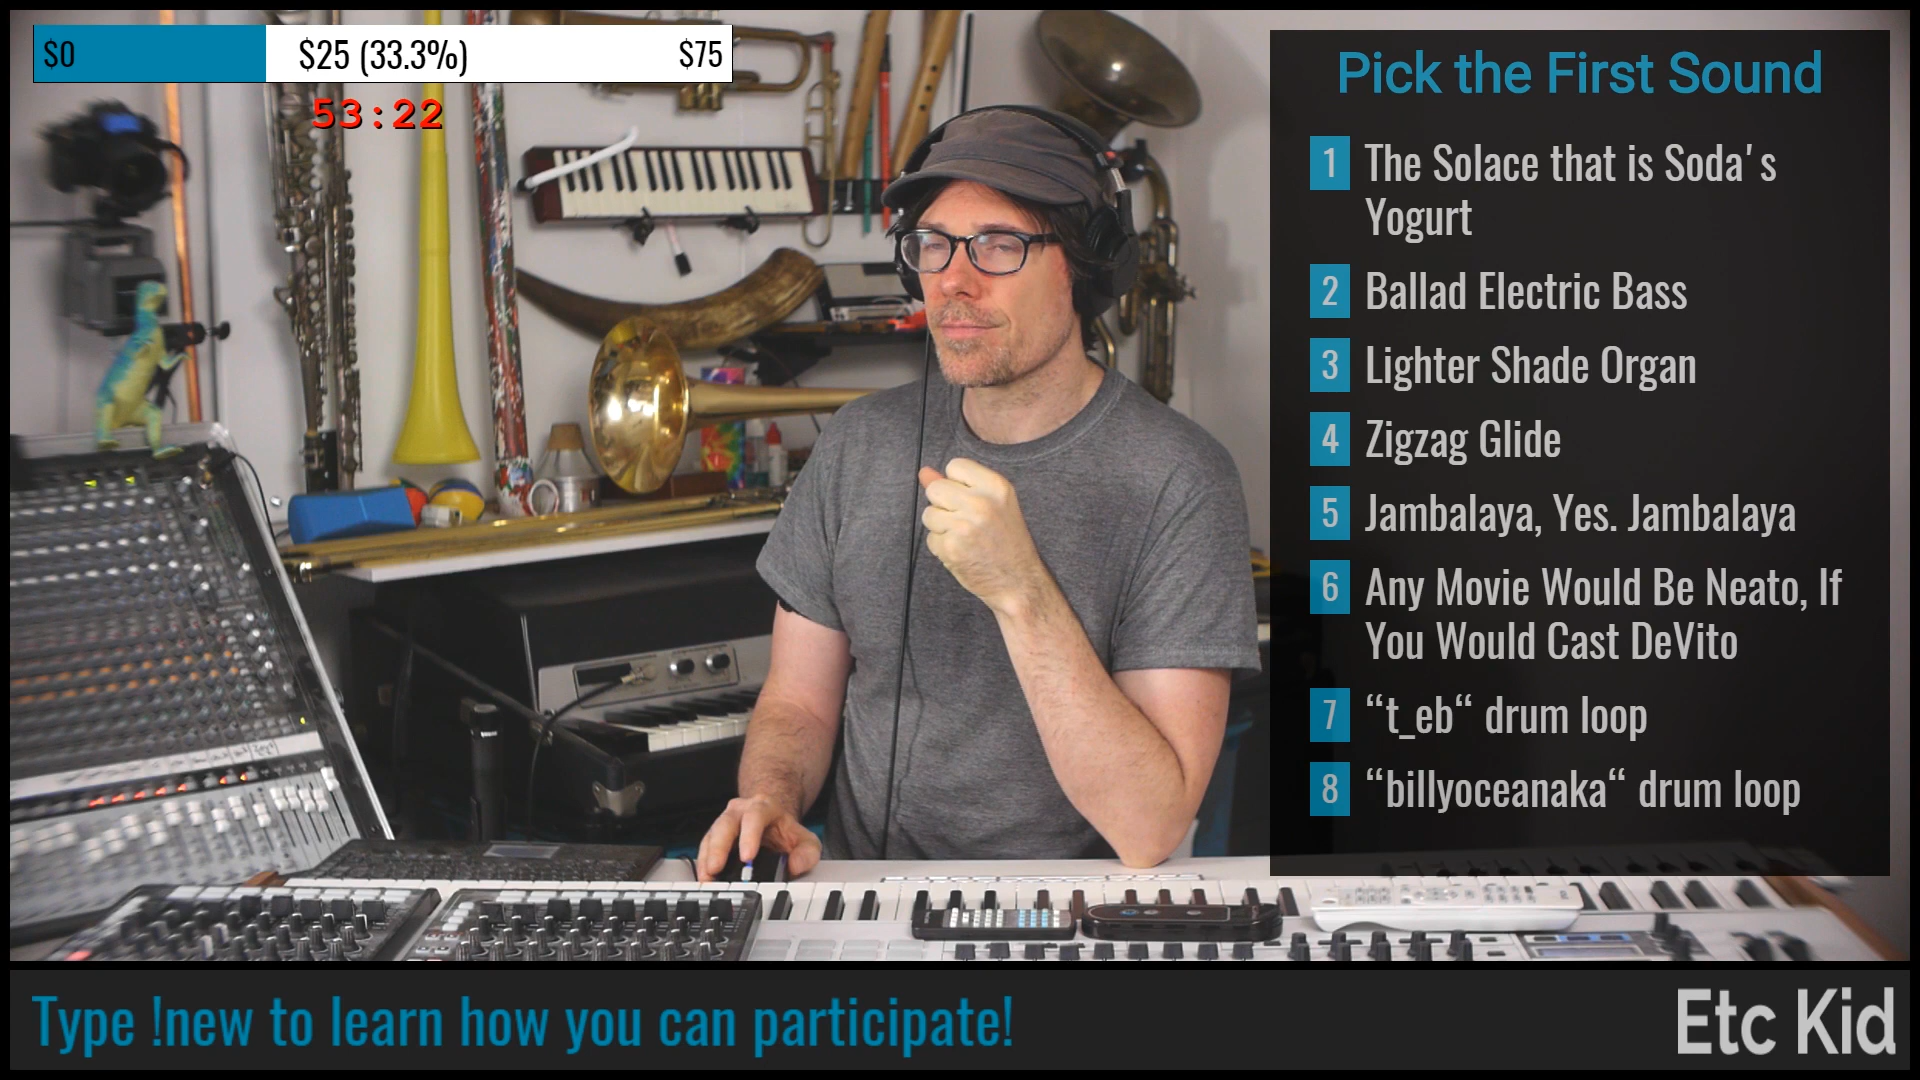 $0 $25 (33.3%) $75
53:22
Pick the First Sound
1 The Solace that is Soda's
Yogurt
2 Ballad Electric Bass
3 Lighter Shade Organ
4 Zigzag Glide
5 Jambalaya, Yes. Jambalaya
6 Any Movie Would Be Neato, If
You Would Cast DeVito
7 “t_eb“ drum loop
8 “billyoceanaka“ drum loop
Type !new to learn how you can participate!
Etc Kid